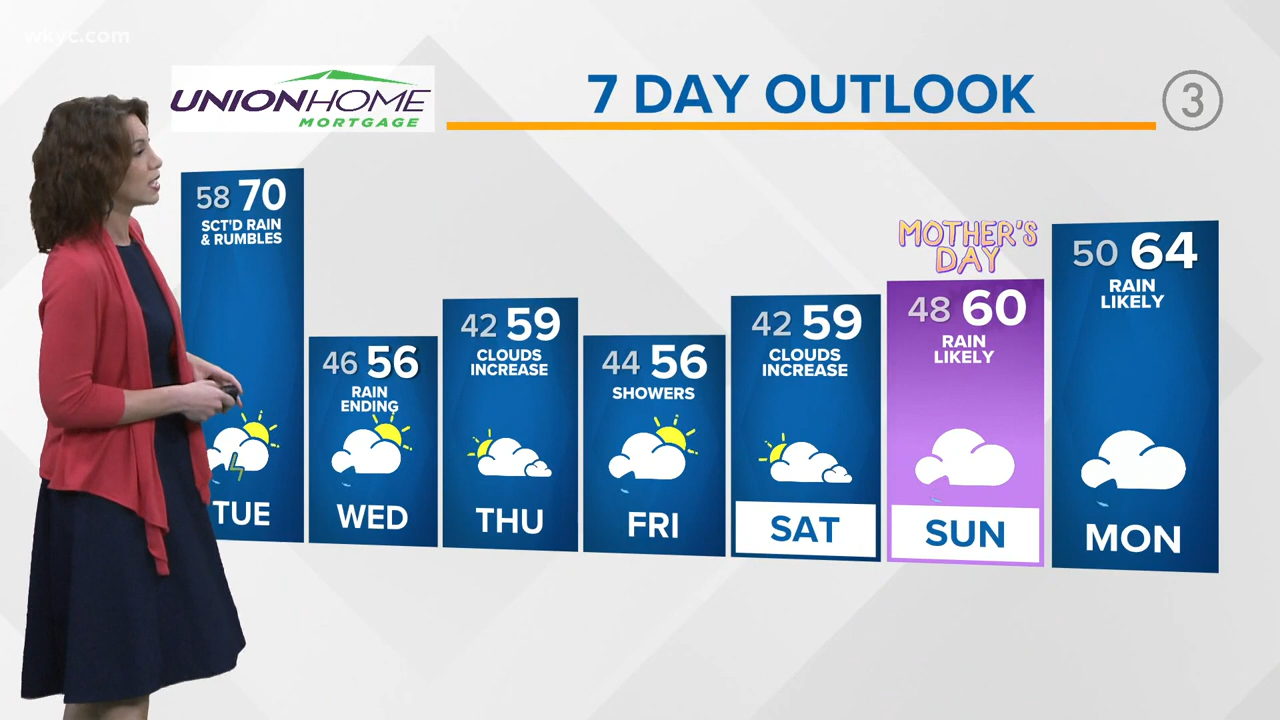 wkyc.com
UNIONHOME
MORTGAGE
7 DAY OUTLOOK
3
58 70
SCT'D RAIN
& RUMBLES
TUE
46 56
RAIN
ENDING
WED
42 59
CLOUDS
INCREASE
THU
44 56
SHOWERS
FRI
42 59
CLOUDS
INCREASE
SAT
MOTHER'S
DAY
48 60
RAIN
LIKELY
SUN
50 64
RAIN
LIKELY
MON